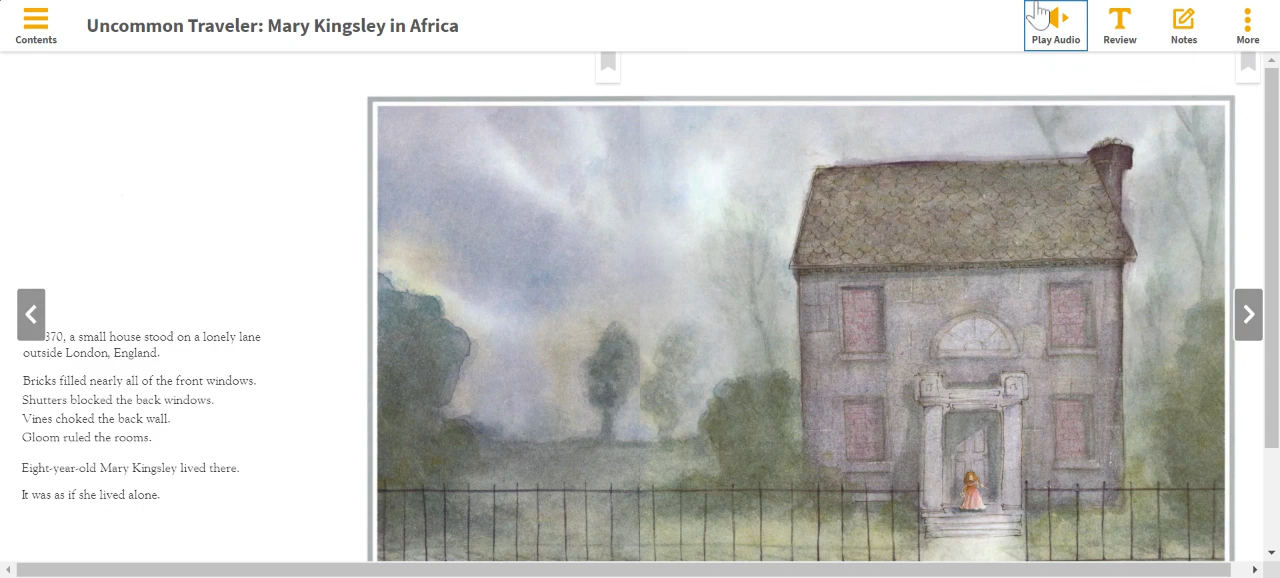 Contents
Uncommon Traveler: Mary Kingsley in Africa
Play Audio
Review
Notes
More
370, a small house stood on a lonely lane
outside London, England.
Bricks filled nearly all of the front windows.
Shutters blocked the back windows.
Vines choked the back wall.
Gloom ruled the rooms.
Eight-year-old Mary Kingsley lived there.
It was as if she lived alone.